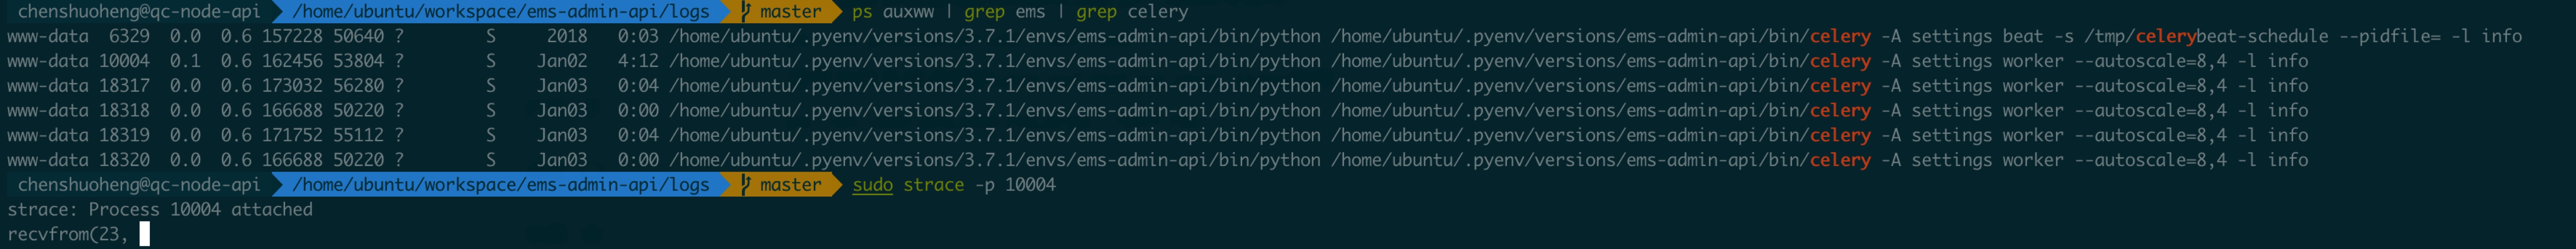 chenshuoheng@qc-node-api /home/ubuntu/workspace/ems-admin-api/logs master ps auxww | grep ems | grep celery
www-data 6329 0.0 0.6 157228 50640 ? S 2018 0:03 /home/ubuntu/.pyenv/versions/3.7.1/envs/ems-admin-api/bin/python /home/ubuntu/.pyenv/versions/ems-admin-api/bin/celery -A settings beat -s /tmp/celerybeat-schedule --pidfile= -l info
www-data 10004 0.1 0.6 162456 53804 ? S Jan02 4:12 /home/ubuntu/.pyenv/versions/3.7.1/envs/ems-admin-api/bin/python /home/ubuntu/.pyenv/versions/ems-admin-api/bin/celery -A settings worker --autoscale=8,4 -l info
www-data 18317 0.0 0.6 173032 56280 ? S Jan03 0:04 /home/ubuntu/.pyenv/versions/3.7.1/envs/ems-admin-api/bin/python /home/ubuntu/.pyenv/versions/ems-admin-api/bin/celery -A settings worker --autoscale=8,4 -l info
www-data 18318 0.0 0.6 166688 50220 ? S Jan03 0:00 /home/ubuntu/.pyenv/versions/3.7.1/envs/ems-admin-api/bin/python /home/ubuntu/.pyenv/versions/ems-admin-api/bin/celery -A settings worker --autoscale=8,4 -l info
www-data 18319 0.0 0.6 171752 55112 ? S Jan03 0:04 /home/ubuntu/.pyenv/versions/3.7.1/envs/ems-admin-api/bin/python /home/ubuntu/.pyenv/versions/ems-admin-api/bin/celery -A settings worker --autoscale=8,4 -l info
www-data 18320 0.0 0.6 166688 50220 ? S Jan03 0:00 /home/ubuntu/.pyenv/versions/3.7.1/envs/ems-admin-api/bin/python /home/ubuntu/.pyenv/versions/ems-admin-api/bin/celery -A settings worker --autoscale=8,4 -l info
chenshuoheng@qc-node-api /home/ubuntu/workspace/ems-admin-api/logs master sudo strace -p 10004
strace: Process 10004 attached
recvfrom(23,